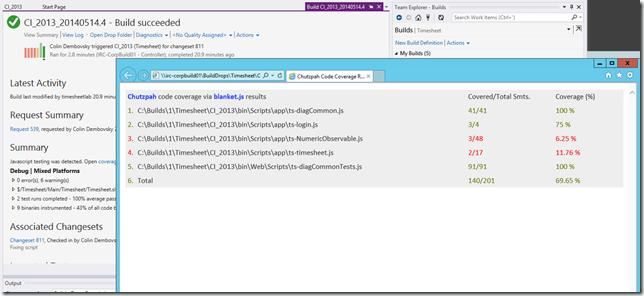 CI_2013
Start Page
Build CI_2013_20140514.4
CI_2013_20140514.4 - Build succeeded
View Summary | View Log - Open Drop Folder | Diagnostics | <No Quality Assigned> | Actions
Colin Dembovsky triggered CI_2013 (Timesheet) for changeset 811
Ran for 2.8 minutes (IRC-CorpBuild01 - Controller), completed 20.9 minutes ago
Latest Activity
Build last modified by timesheettlab 20.9
Request Summary
Request 539, requested by Colin Dembovsky
Summary
Javascript testing was detected. Open
Debug | Mixed Platforms
0 error(s), 6 warning(s)
$/Timesheet/Main/Timesheet/Timesheet.sl
2 test runs completed - 100% average pass
9 binaries instrumented - 43% of all code b
Associated Changesets
Changeset 811, Checked in by Colin Dembovs
Fixing script
Output
Team Explorer - Builds
Search Work Items (Ctrl+')
Builds | Timesheet
New Build Definition | Actions
My Builds (5)
\\irc-corpbuild01\BuildDrops\Timesheet\C
Chutzpah Code Coverage R...
Chutzpah code coverage via blanket.js results
Covered/Total Smts.
Coverage (%)
1. C:\Builds\1\Timesheet\CI_2013\bin\Scripts\app\ts-diagCommon.js 41/41 100 %
2. C:\Builds\1\Timesheet\CI_2013\bin\Scripts\app\ts-login.js 3/4 75 %
3. C:\Builds\1\Timesheet\CI_2013\bin\Scripts\app\ts-NumericObservable.js 3/48 6.25 %
4. C:\Builds\1\Timesheet\CI_2013\bin\Scripts\app\ts-timesheet.js 2/17 11.76 %
5. C:\Builds\1\Timesheet\CI_2013\bin\Web\Scripts\ts-diagCommonTests.js 91/91 100 %
6. Total 140/201 69.65 %